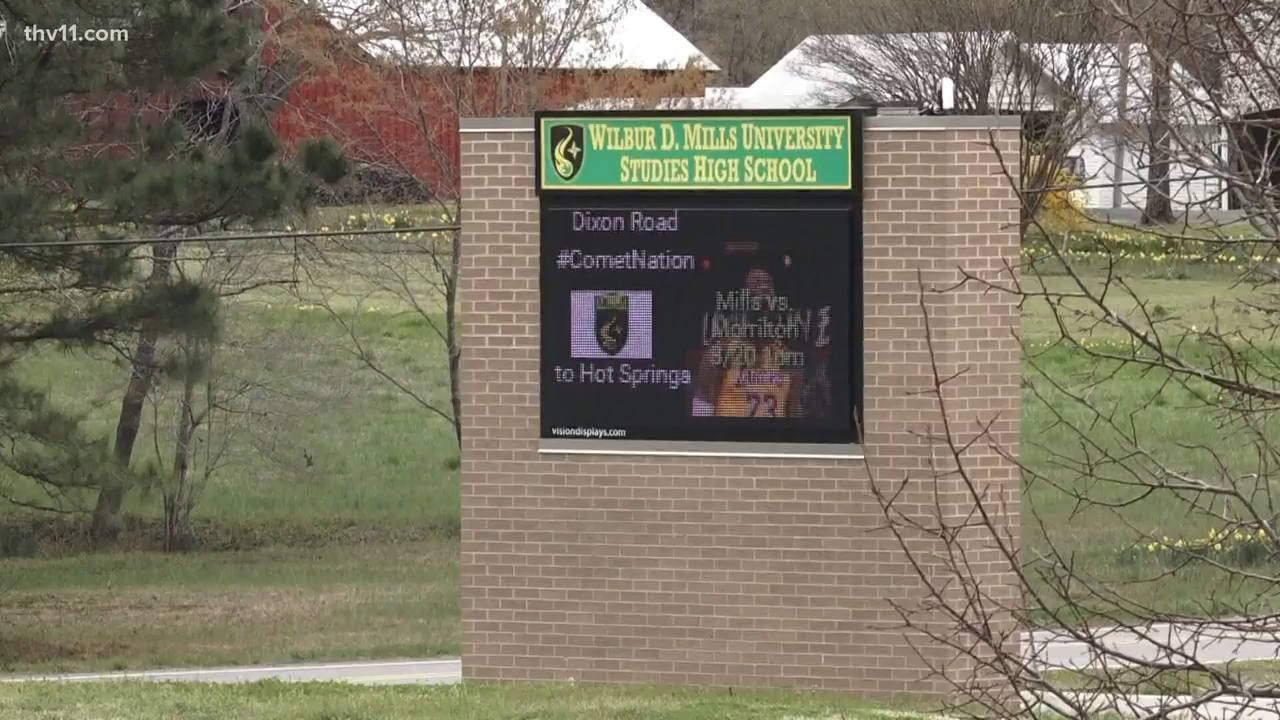 thv11.com
WILBUR D. MILLS UNIVERSITY
STUDIES HIGH SCHOOL
Dixon Road
#CometNation
to Hot Springs
Mills vs.
23
visiondisplays.com